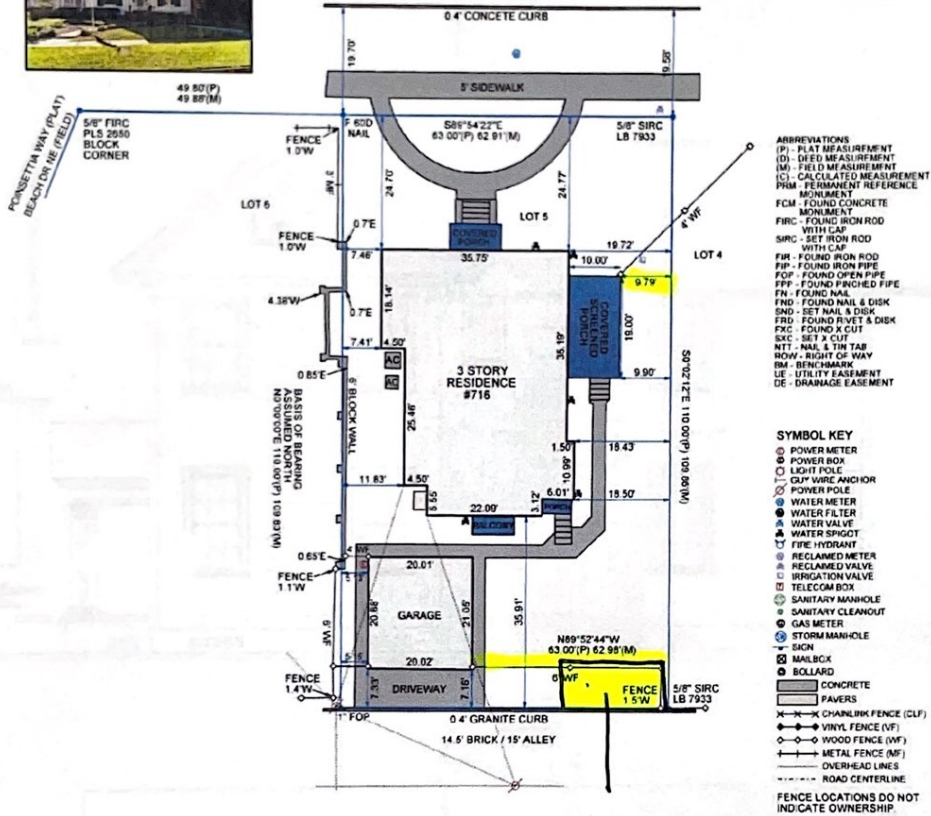 0.4' CONCETE CURB
19.70'
9.58'
5' SIDEWALK
49.80'(P)
49.88'(M)
5/8" FIRC
PLS 2650
BLOCK
CORNER
POINSETTIA WAY (PLAT)
BEACH DR NE (FIELD)
FENCE
1.0'W
F 60D
NAIL
S89°54'22"E
63.00'(P) 62.91'(M)
5/8" SIRC
LB 7933
3' MF
LOT 6
24.70'
24.77'
LOT 5
4' WF
LOT 4
FENCE
1.0'W
0.7'E
7.46'
COVERED
PORCH
35.75'
19.72'
10.00'
9.79'
4.38'W
0.7'E
18.14'
7.41'
4.50'
AC
AC
COVERED
SCREENED
PORCH
19.00'
35.19'
9.90'
0.85'E
6' BLOCK WALL
3 STORY
RESIDENCE
#716
25.46'
BASIS OF BEARING
ASSUMED NORTH
N0°00'00"E 110.00'(P) 109.83'(M)
S0°02'12"E 110.00'(P) 109.86'(M)
1.50'
18.43'
10.99'
11.83'
4.50'
5.55'
22.09'
3.12'
6.01'
PORCH
18.50'
BALCONY
0.65'E
4' WF
FENCE
1.1'W
20.01'
20.88'
GARAGE
21.05'
35.91'
6' WF
20.02'
N89°52'44"W
63.00'(P) 62.98'(M)
6' WF
FENCE
1.4'W
7.33'
DRIVEWAY
7.16'
FENCE
1.5'W
5/8" SIRC
LB 7933
1" FOP
0.4' GRANITE CURB
14.5' BRICK / 15' ALLEY
ABBREVIATIONS
(P) - PLAT MEASUREMENT
(D) - DEED MEASUREMENT
(M) - FIELD MEASUREMENT
(C) - CALCULATED MEASUREMENT
PRM - PERMANENT REFERENCE
MONUMENT
FCM - FOUND CONCRETE
MONUMENT
FIRC - FOUND IRON ROD
WITH CAP
SIRC - SET IRON ROD
WITH CAP
FIR - FOUND IRON ROD
FIP - FOUND IRON PIPE
FOP - FOUND OPEN PIPE
FPP - FOUND PINCHED PIPE
FN - FOUND NAIL
FND - FOUND NAIL & DISK
SND - SET NAIL & DISK
FRD - FOUND RIVET & DISK
FXC - FOUND X CUT
SXC - SET X CUT
NTT - NAIL & TIN TAB
ROW - RIGHT OF WAY
BM - BENCHMARK
UE - UTILITY EASEMENT
DE - DRAINAGE EASEMENT
SYMBOL KEY
POWER METER
POWER BOX
LIGHT POLE
GUY WIRE ANCHOR
POWER POLE
WATER METER
WATER FILTER
WATER VALVE
WATER SPIGOT
FIRE HYDRANT
RECLAIMED METER
RECLAIMED VALVE
IRRIGATION VALVE
TELECOM BOX
SANITARY MANHOLE
SANITARY CLEANOUT
GAS METER
STORM MANHOLE
SIGN
MAILBOX
BOLLARD
CONCRETE
PAVERS
CHAINLINK FENCE (CLF)
VINYL FENCE (VF)
WOOD FENCE (WF)
METAL FENCE (MF)
OVERHEAD LINES
ROAD CENTERLINE
FENCE LOCATIONS DO NOT
INDICATE OWNERSHIP.